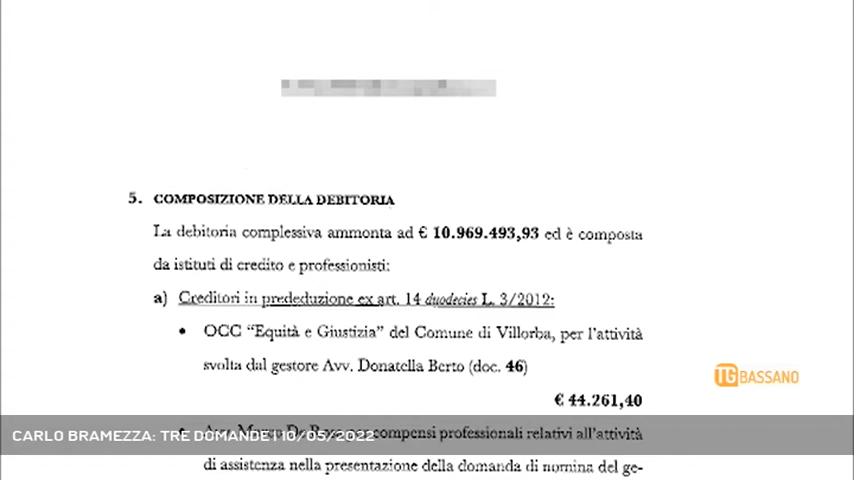 5. COMPOSIZIONE DELLA DEBITORIA
La debitoria complessiva ammonta ad € 10.969.493,93 ed è composta
da istituti di credito e professionisti:
a) Creditori in prededuzione ex art. 14 duodecies L. 3/2012:
• OCC “Equità e Giustizia” del Comune di Villorba, per l’attività
svolta dal gestore Avv. Donatella Berto (doc. 46)
TG BASSANO
€ 44.261,40
CARLO BRAMEZZA: TRE DOMANDE | 10/05/2022
• Avv. compensi professionali relativi all’attività
di assistenza nella presentazione della domanda di nomina del ge-